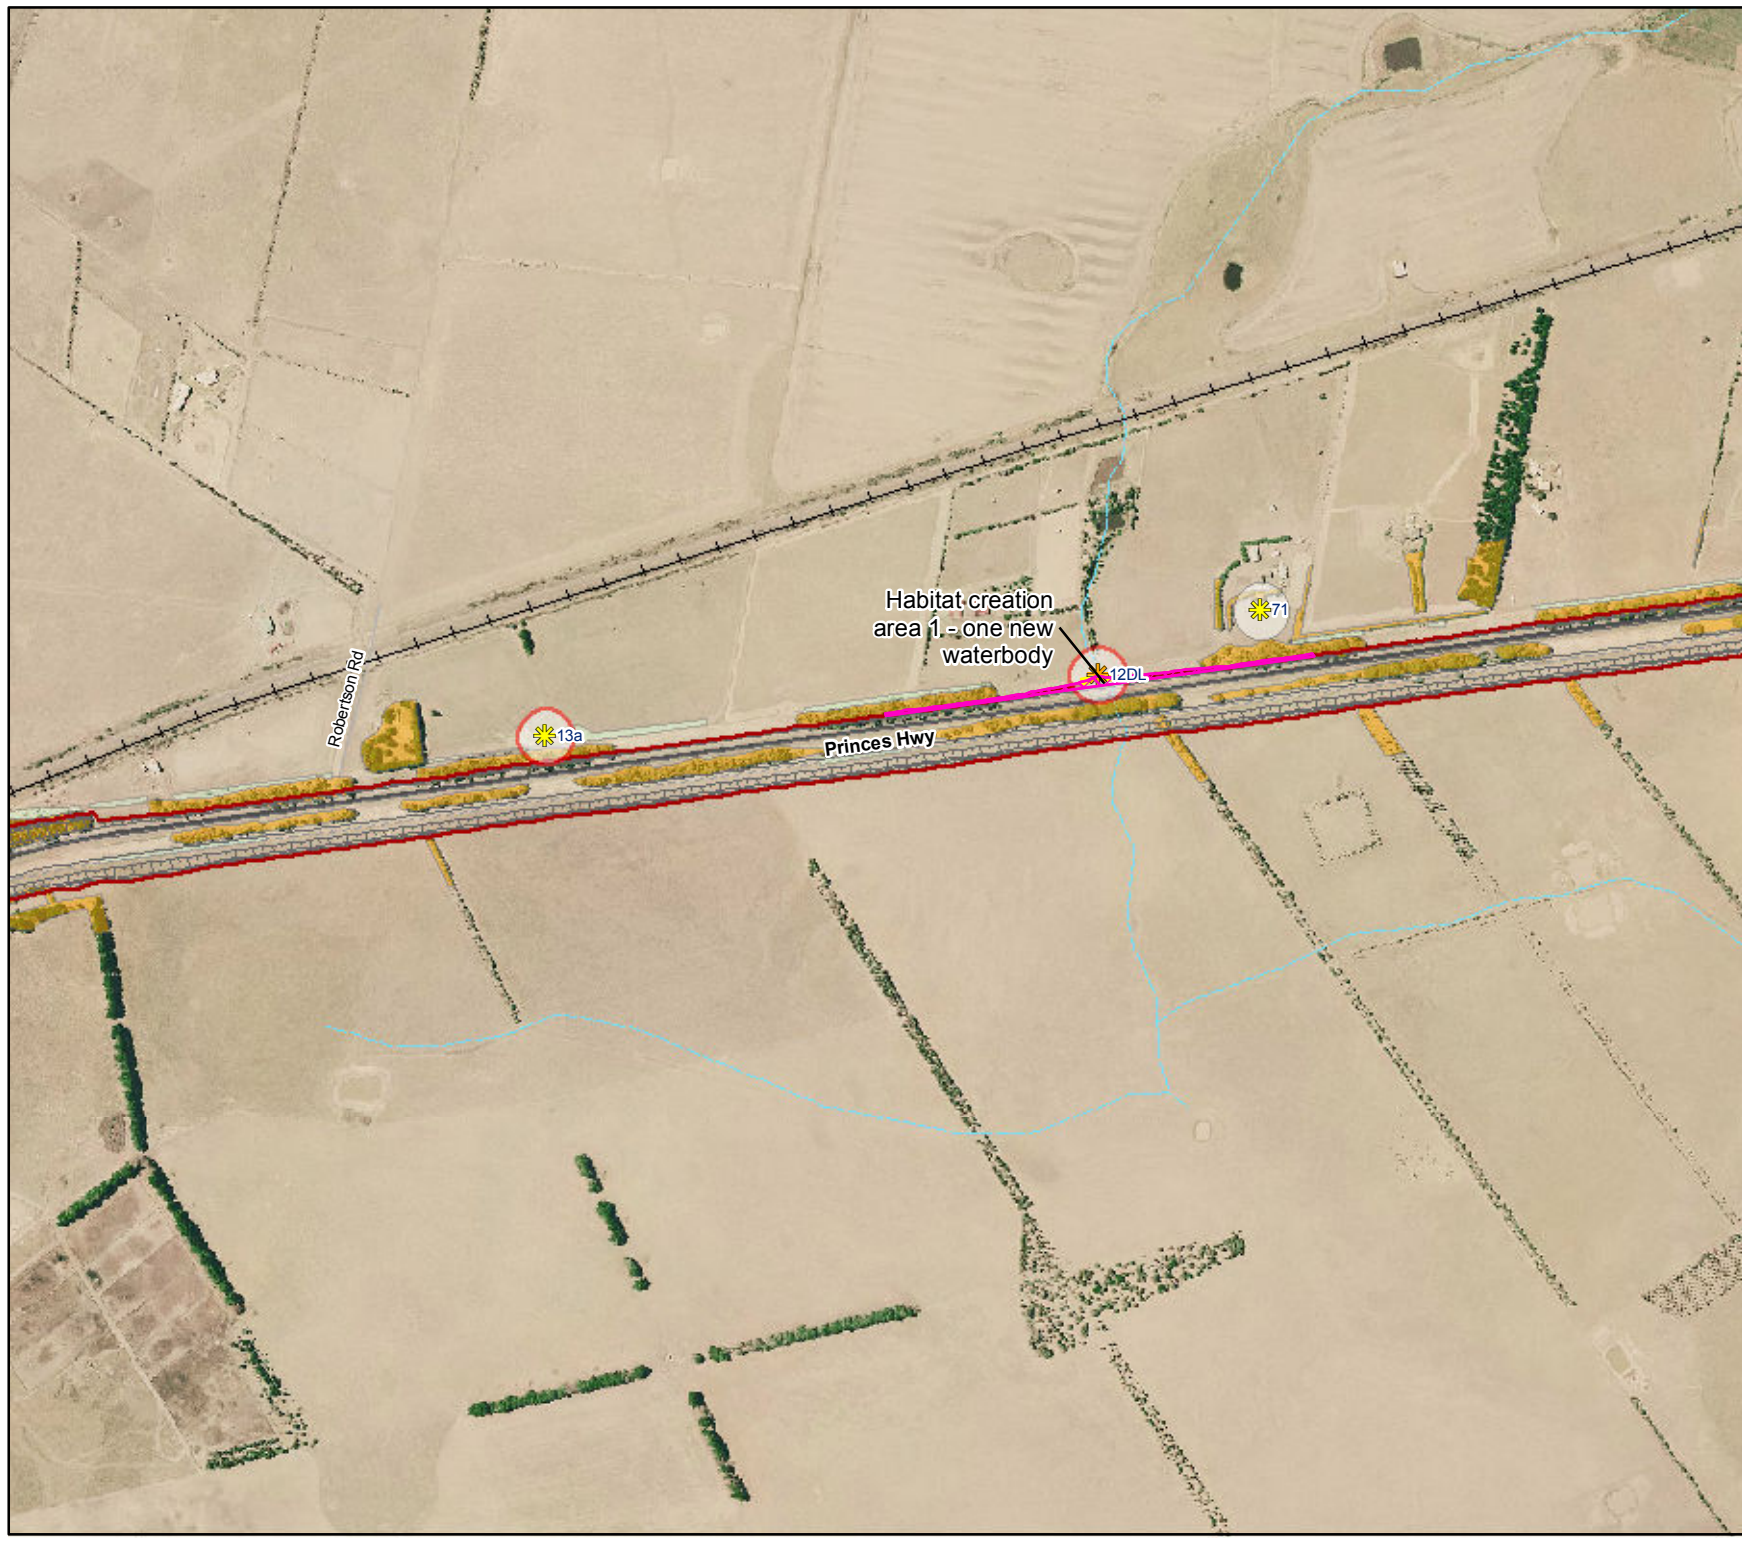 Habitat creation
area 1 - one new
waterbody
71
12DL
Robertson Rd
13a
Princes Hwy